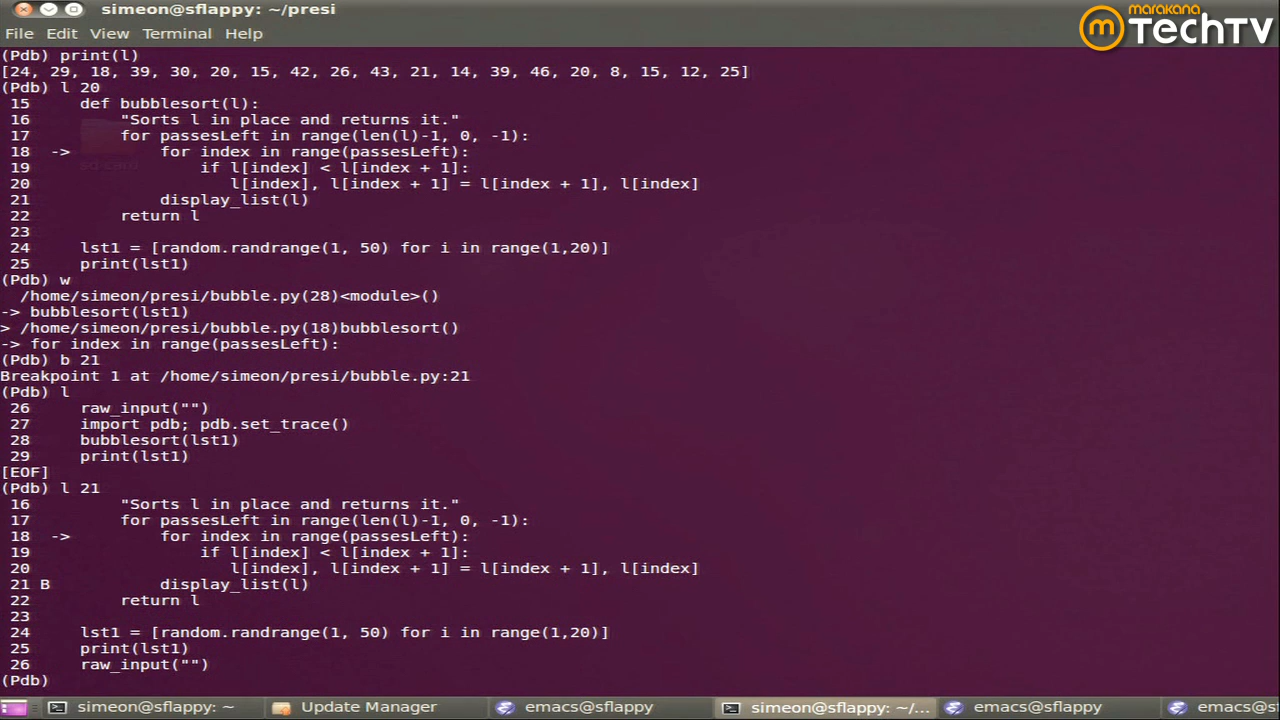 simeon@sflappy: ~/presi
marakana
m TechTV
File Edit View Terminal Help
(Pdb) print(l)
[24, 29, 18, 39, 30, 20, 15, 42, 26, 43, 21, 14, 39, 46, 20, 8, 15, 12, 25]
(Pdb) l 20
 15     def bubblesort(l):
 16         "Sorts l in place and returns it."
 17         for passesLeft in range(len(l)-1, 0, -1):
 18  ->         for index in range(passesLeft):
 19                 if l[index] < l[index + 1]:
 20                    l[index], l[index + 1] = l[index + 1], l[index]
 21             display_list(l)
 22         return l
 23
 24     lst1 = [random.randrange(1, 50) for i in range(1,20)]
 25     print(lst1)
(Pdb) w
  /home/simeon/presi/bubble.py(28)<module>()
-> bubblesort(lst1)
> /home/simeon/presi/bubble.py(18)bubblesort()
-> for index in range(passesLeft):
(Pdb) b 21
Breakpoint 1 at /home/simeon/presi/bubble.py:21
(Pdb) l
 26     raw_input("")
 27     import pdb; pdb.set_trace()
 28     bubblesort(lst1)
 29     print(lst1)
[EOF]
(Pdb) l 21
 16         "Sorts l in place and returns it."
 17         for passesLeft in range(len(l)-1, 0, -1):
 18  ->         for index in range(passesLeft):
 19                 if l[index] < l[index + 1]:
 20                    l[index], l[index + 1] = l[index + 1], l[index]
 21 B           display_list(l)
 22         return l
 23
 24     lst1 = [random.randrange(1, 50) for i in range(1,20)]
 25     print(lst1)
 26     raw_input("")
(Pdb)
simeon@sflappy: ~ Update Manager emacs@sflappy simeon@sflappy: ~/... emacs@sflappy emacs@s